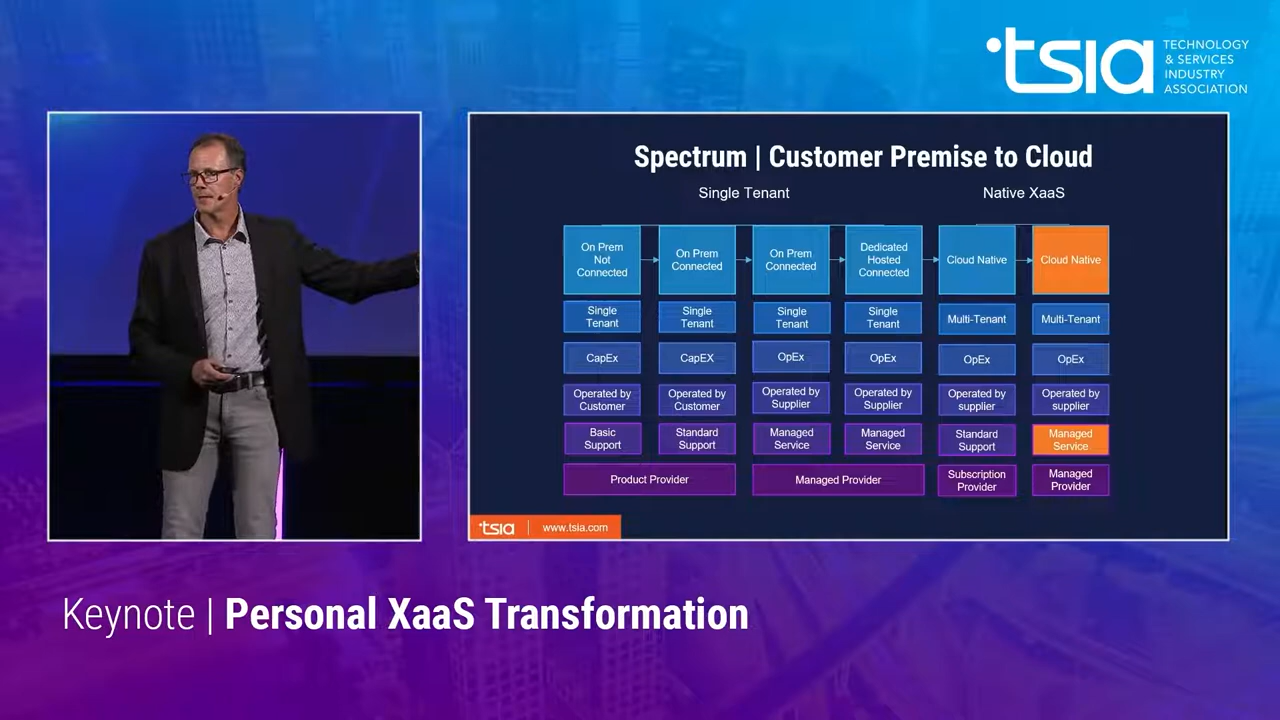 tsia
TECHNOLOGY
& SERVICES
INDUSTRY
ASSOCIATION
Spectrum | Customer Premise to Cloud
Single Tenant
Native XaaS
On Prem
Not
Connected
On Prem
Connected
On Prem
Connected
Dedicated
Hosted
Connected
Cloud Native
Cloud Native
Single
Tenant
Single
Tenant
Single
Tenant
Single
Tenant
Multi-Tenant
Multi-Tenant
CapEx
CapEX
OpEx
OpEx
OpEx
OpEx
Operated by
Customer
Operated by
Customer
Operated by
Supplier
Operated by
Supplier
Operated by
supplier
Operated by
supplier
Basic
Support
Standard
Support
Managed
Service
Managed
Service
Standard
Support
Managed
Service
Product Provider
Managed Provider
Subscription
Provider
Managed
Provider
tsia | www.tsia.com
Keynote | Personal XaaS Transformation